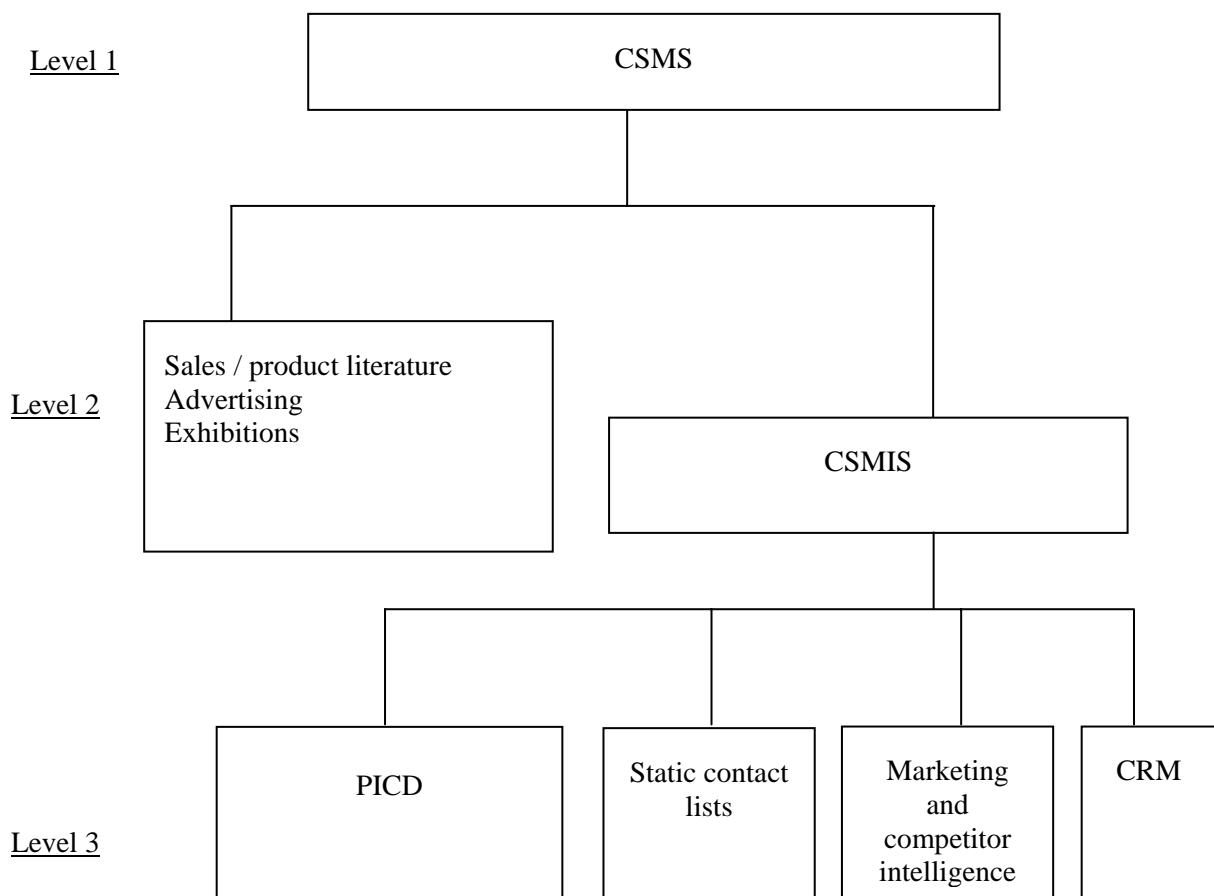 Level 1
CSMS
Level 2
Sales / product literature
Advertising
Exhibitions
CSMIS
Level 3
PICD
Static contact
lists
Marketing
and
competitor
intelligence
CRM